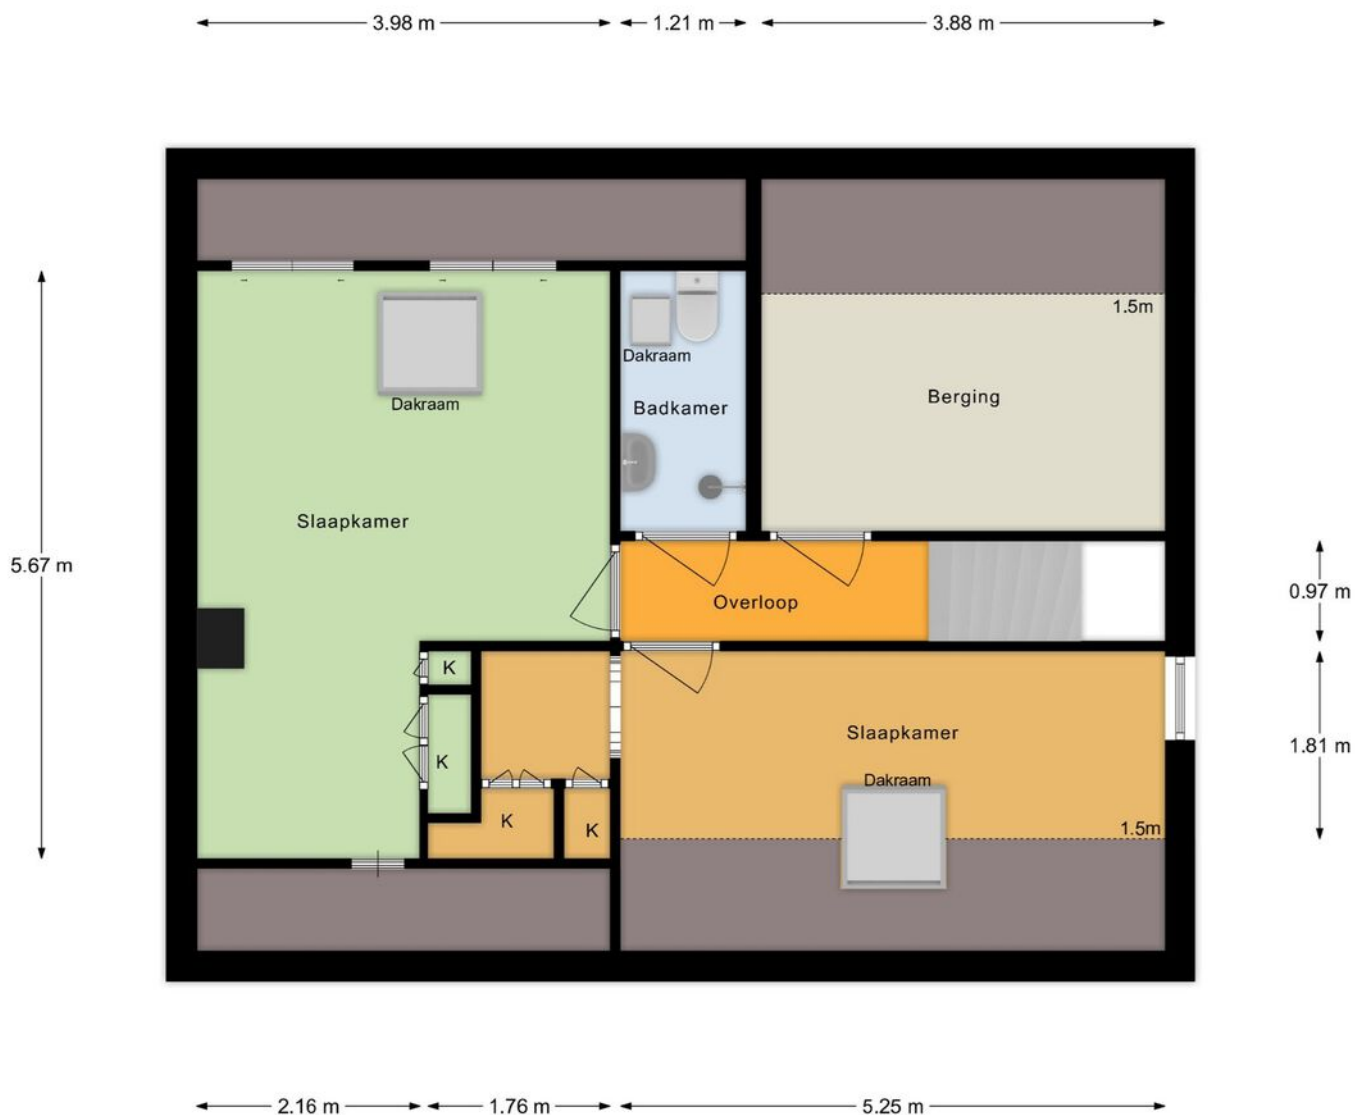 3.98 m
1.21 m
3.88 m
1.5m
Dakraam
Berging
Dakraam
Badkamer
Slaapkamer
5.67 m
0.97 m
Overloop
K
Slaapkamer
1.81 m
K
Dakraam
K
K
1.5m
2.16 m
1.76 m
5.25 m